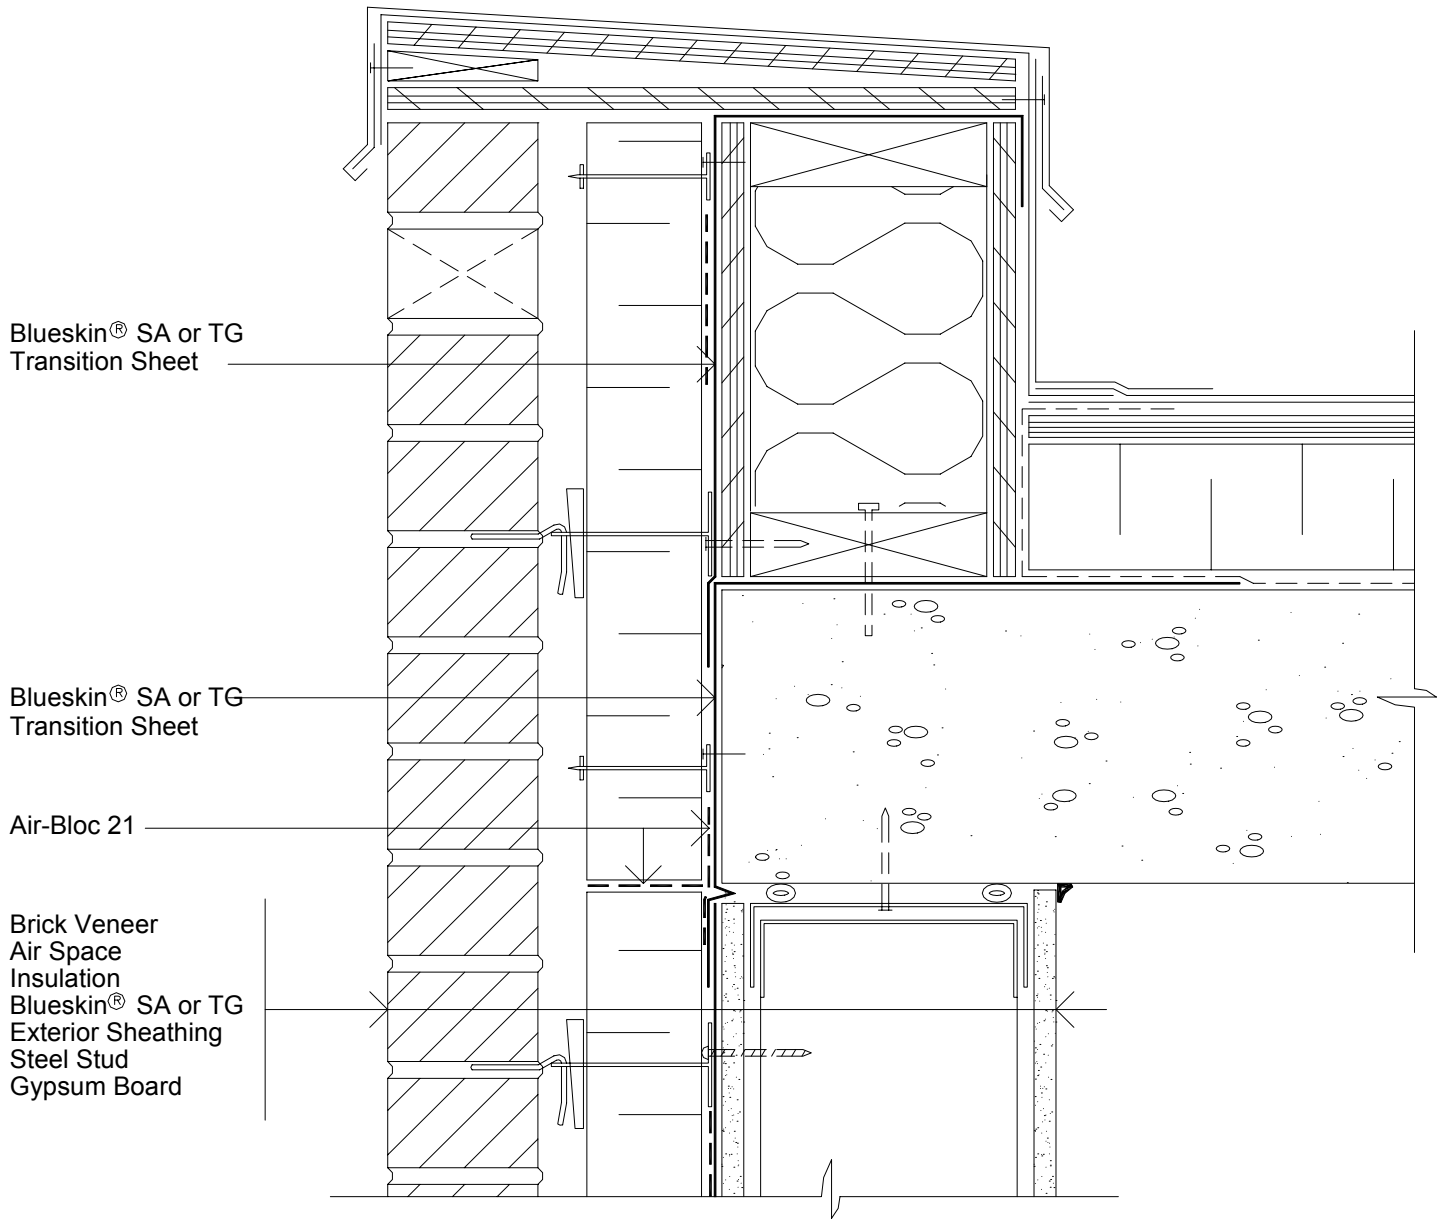 Blueskin® SA or TG
Transition Sheet
Blueskin® SA or TG
Transition Sheet
Air-Bloc 21
Brick Veneer
Air Space
Insulation
Blueskin® SA or TG
Exterior Sheathing
Steel Stud
Gypsum Board